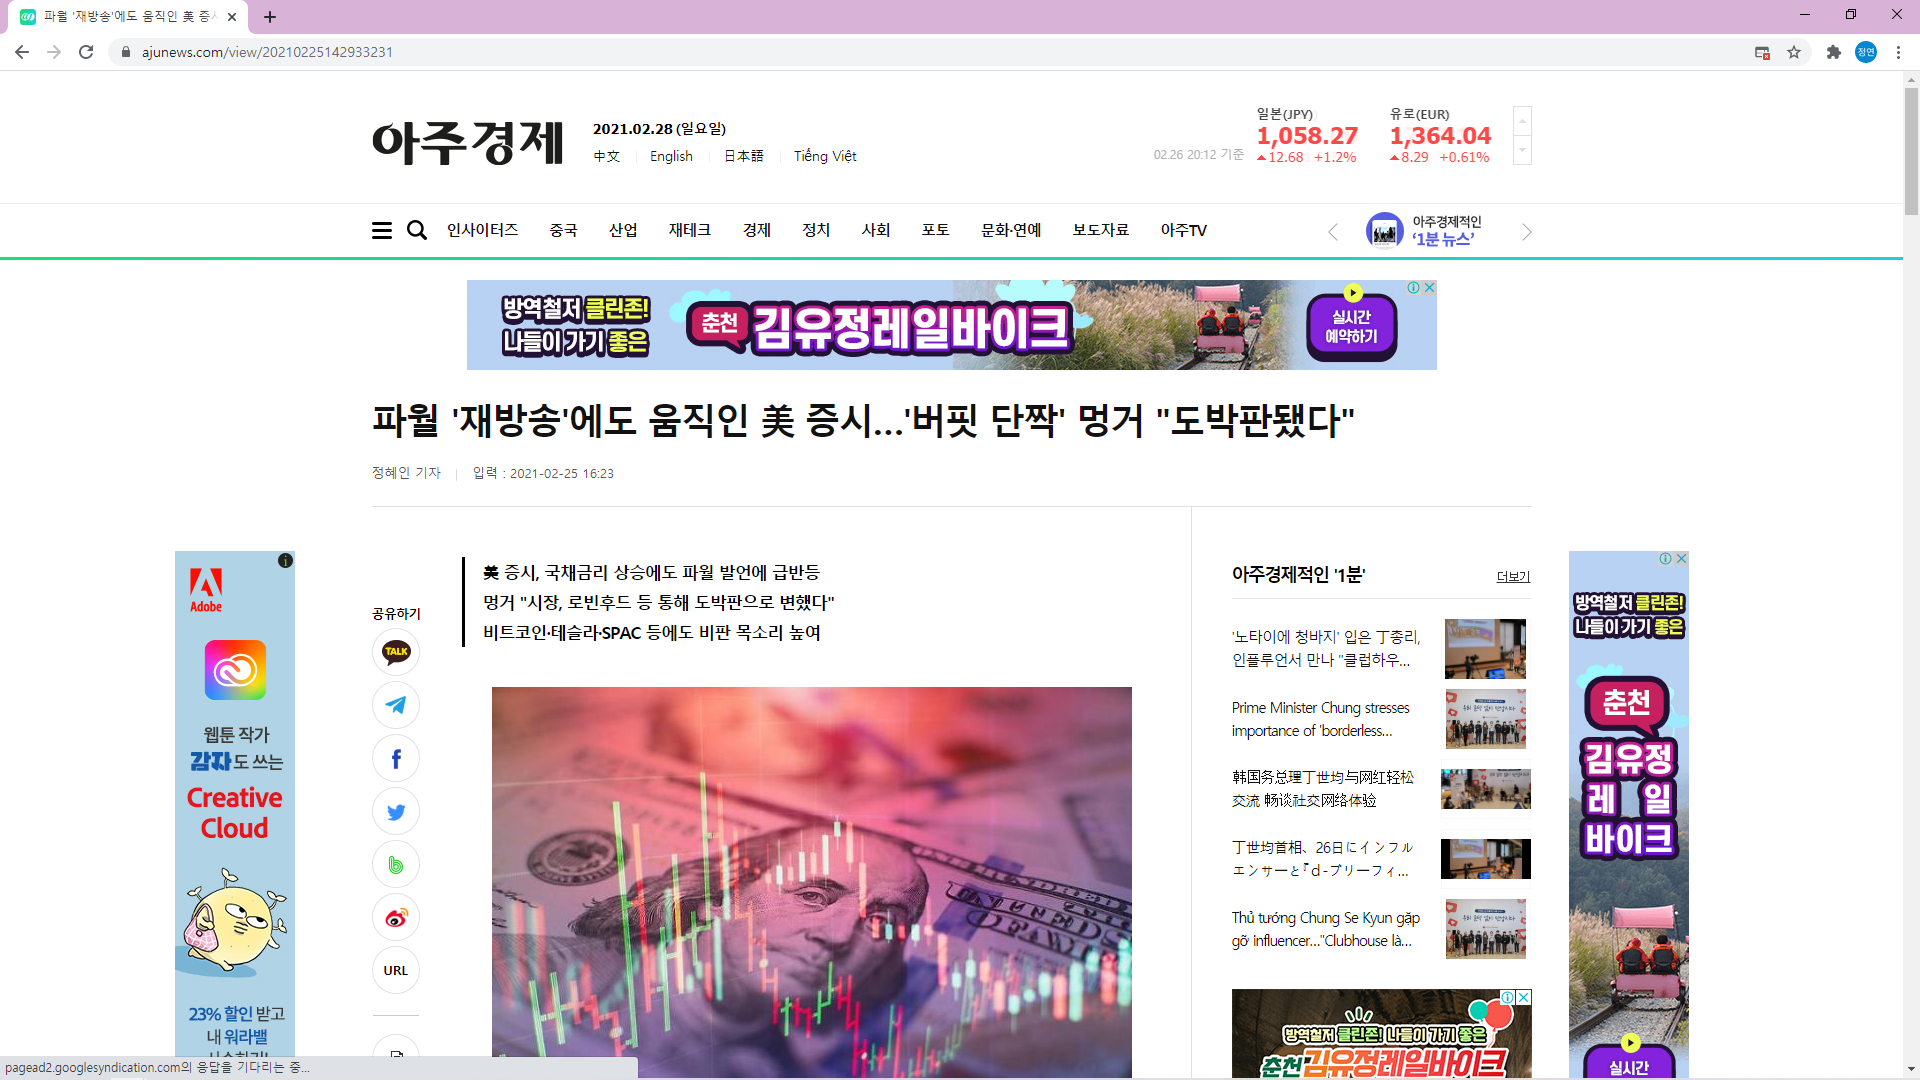 파월 '재방송'에도 움직인 美 증시
ajunews.com/view/20210225142933231
정연
아주경제
2021.02.28 (일요일)
中文 English 日本語 Tiếng Việt
02.26 20:12 기준
일본(JPY)
1,058.27
12.68 +1.2%
유로(EUR)
1,364.04
8.29 +0.61%
인사이터즈 중국 산업 재테크 경제 정치 사회 포토 문화·연예 보도자료 아주TV
아주경제적인
‘1분 뉴스’
방역철저 클린존!
나들이 가기 좋은
춘천 김유정레일바이크
실시간
예약하기
파월 '재방송'에도 움직인 美 증시...'버핏 단짝' 멍거 "도박판됐다"
정혜인 기자 입력 : 2021-02-25 16:23
Adobe
웹툰 작가
감자도 쓰는
Creative
Cloud
23% 할인 받고
내 워라밸
공유하기
TALK
URL
美 증시, 국채금리 상승에도 파월 발언에 급반등
멍거 "시장, 로빈후드 등 통해 도박판으로 변했다"
비트코인·테슬라·SPAC 등에도 비판 목소리 높여
아주경제적인 '1분'
더보기
'노타이에 청바지' 입은 丁총리,
인플루언서 만나 "클럽하우...
Prime Minister Chung stresses
importance of 'borderless...
韩国务总理丁世均与网红轻松
交流 畅谈社交网络体验
丁世均首相、26日にインフル
エンサーと『ｄ-ブリーフィ...
Thủ tướng Chung Se Kyun gặp
gỡ influencer..."Clubhouse là...
방역철저 클린존! 나들이 가기 좋은
춘천 김유정레일바이크
방역철저 클린존!
나들이 가기 좋은
춘천
김유정
레 일
바이크
실시간
pagead2.googlesyndication.com의 응답을 기다리는 중...